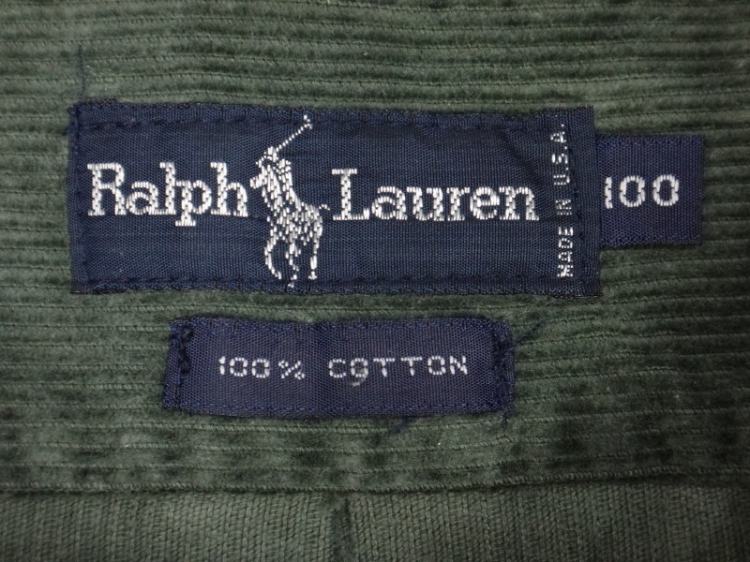 Ralph Lauren
MADE IN U.S.A.
100
100% COTTON